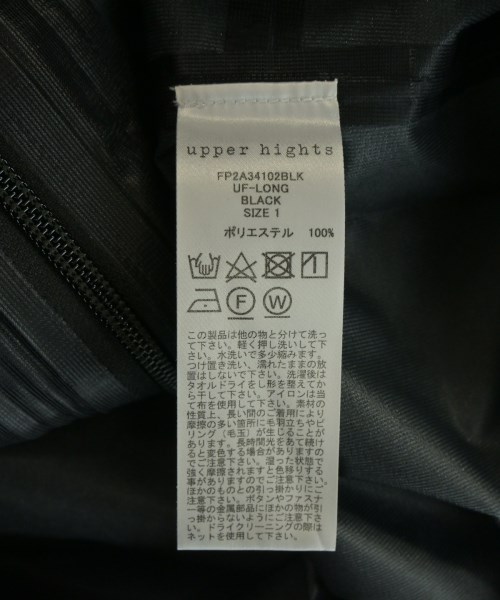 upper hights
FP2A34102BLK
UF-LONG
BLACK
SIZE 1
ポリエステル 100%
F W
この製品は他の物と分けて洗っ
て下さい。軽く押し洗いして下
さい。水洗いで多少縮みます。
つけ置き洗い、濡れたままの放
置はしないで下さい。洗濯後は
タオルドライをし形を整えてか
ら干して下さい。アイロンは当
て布を使用して下さい。素材の
性質上、長い間のご着用により
摩擦の多い箇所に毛羽立ちやピ
リング（毛玉）が生じることが
あります。長時間光をあて続け
ると変色する場合がありますの
でご注意下さい。湿った状態で
強く摩擦されますと色移りする
事がありますのでご注意下さい。
ほかのものとの引っ掛かりにご
注意下さい。ボタンやファスナ
ー等の金属部品にほかの物が引
っ掛からないようにご注意下さ
い。ドライクリーニングの際は
ネットを使用して下さい。